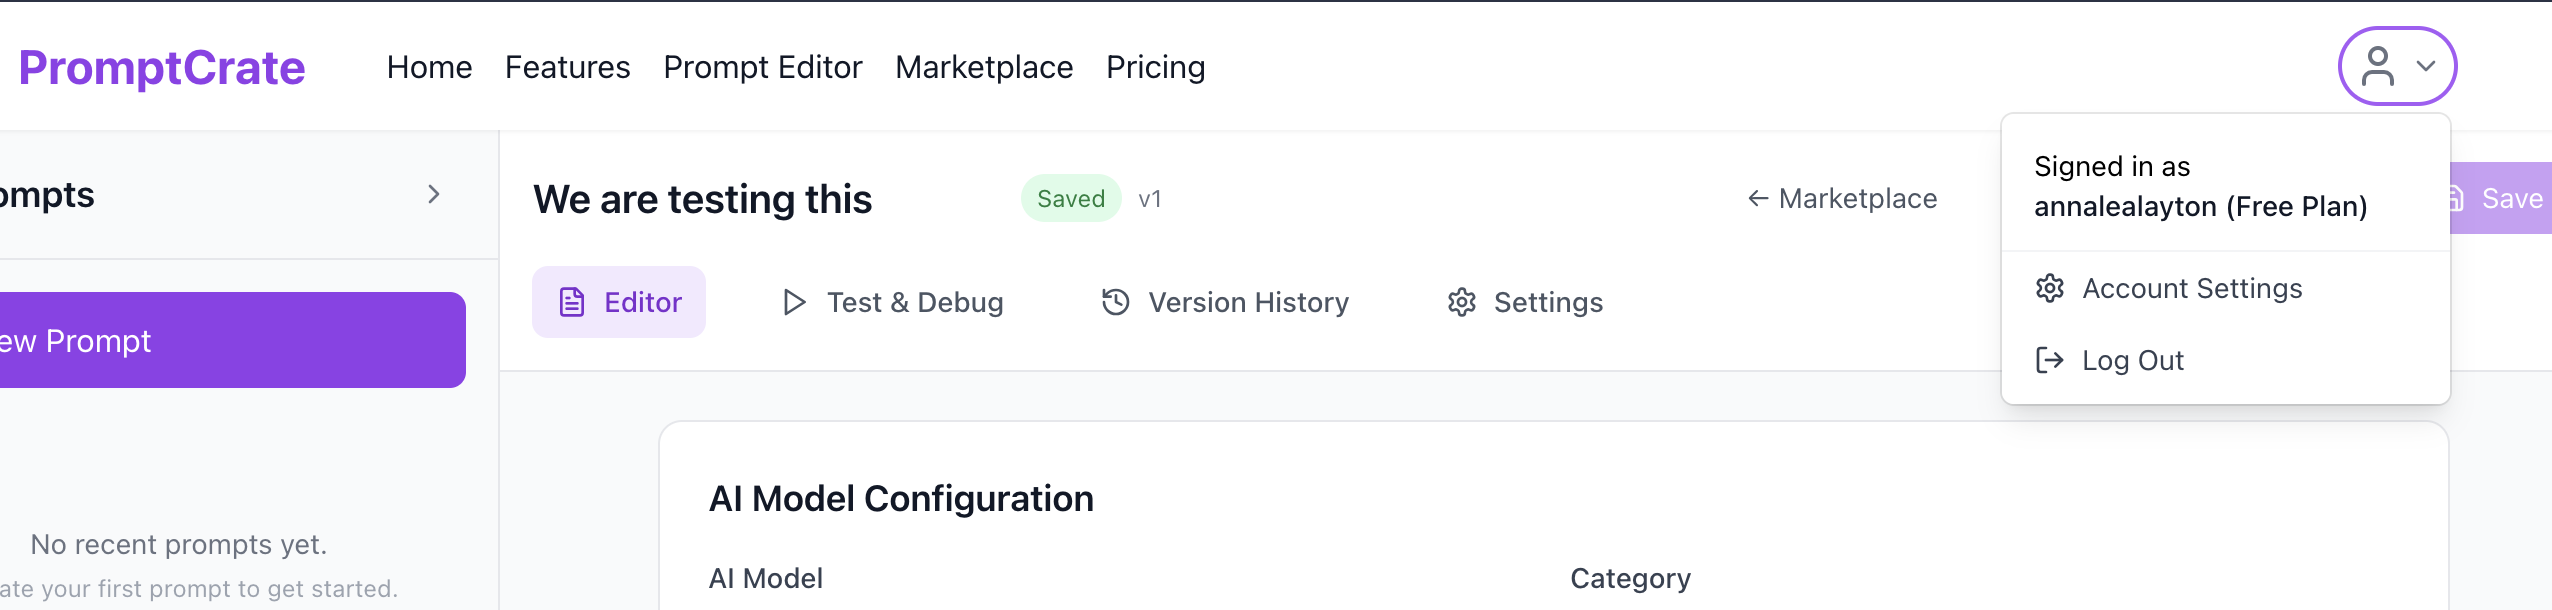 PromptCrate
Home Features Prompt Editor Marketplace Pricing
Signed in as
annalealayton (Free Plan)
Account Settings
Log Out
ompts
We are testing this Saved v1 ← Marketplace Save
Editor Test & Debug Version History Settings
ew Prompt
AI Model Configuration
No recent prompts yet.
ate your first prompt to get started.
AI Model Category